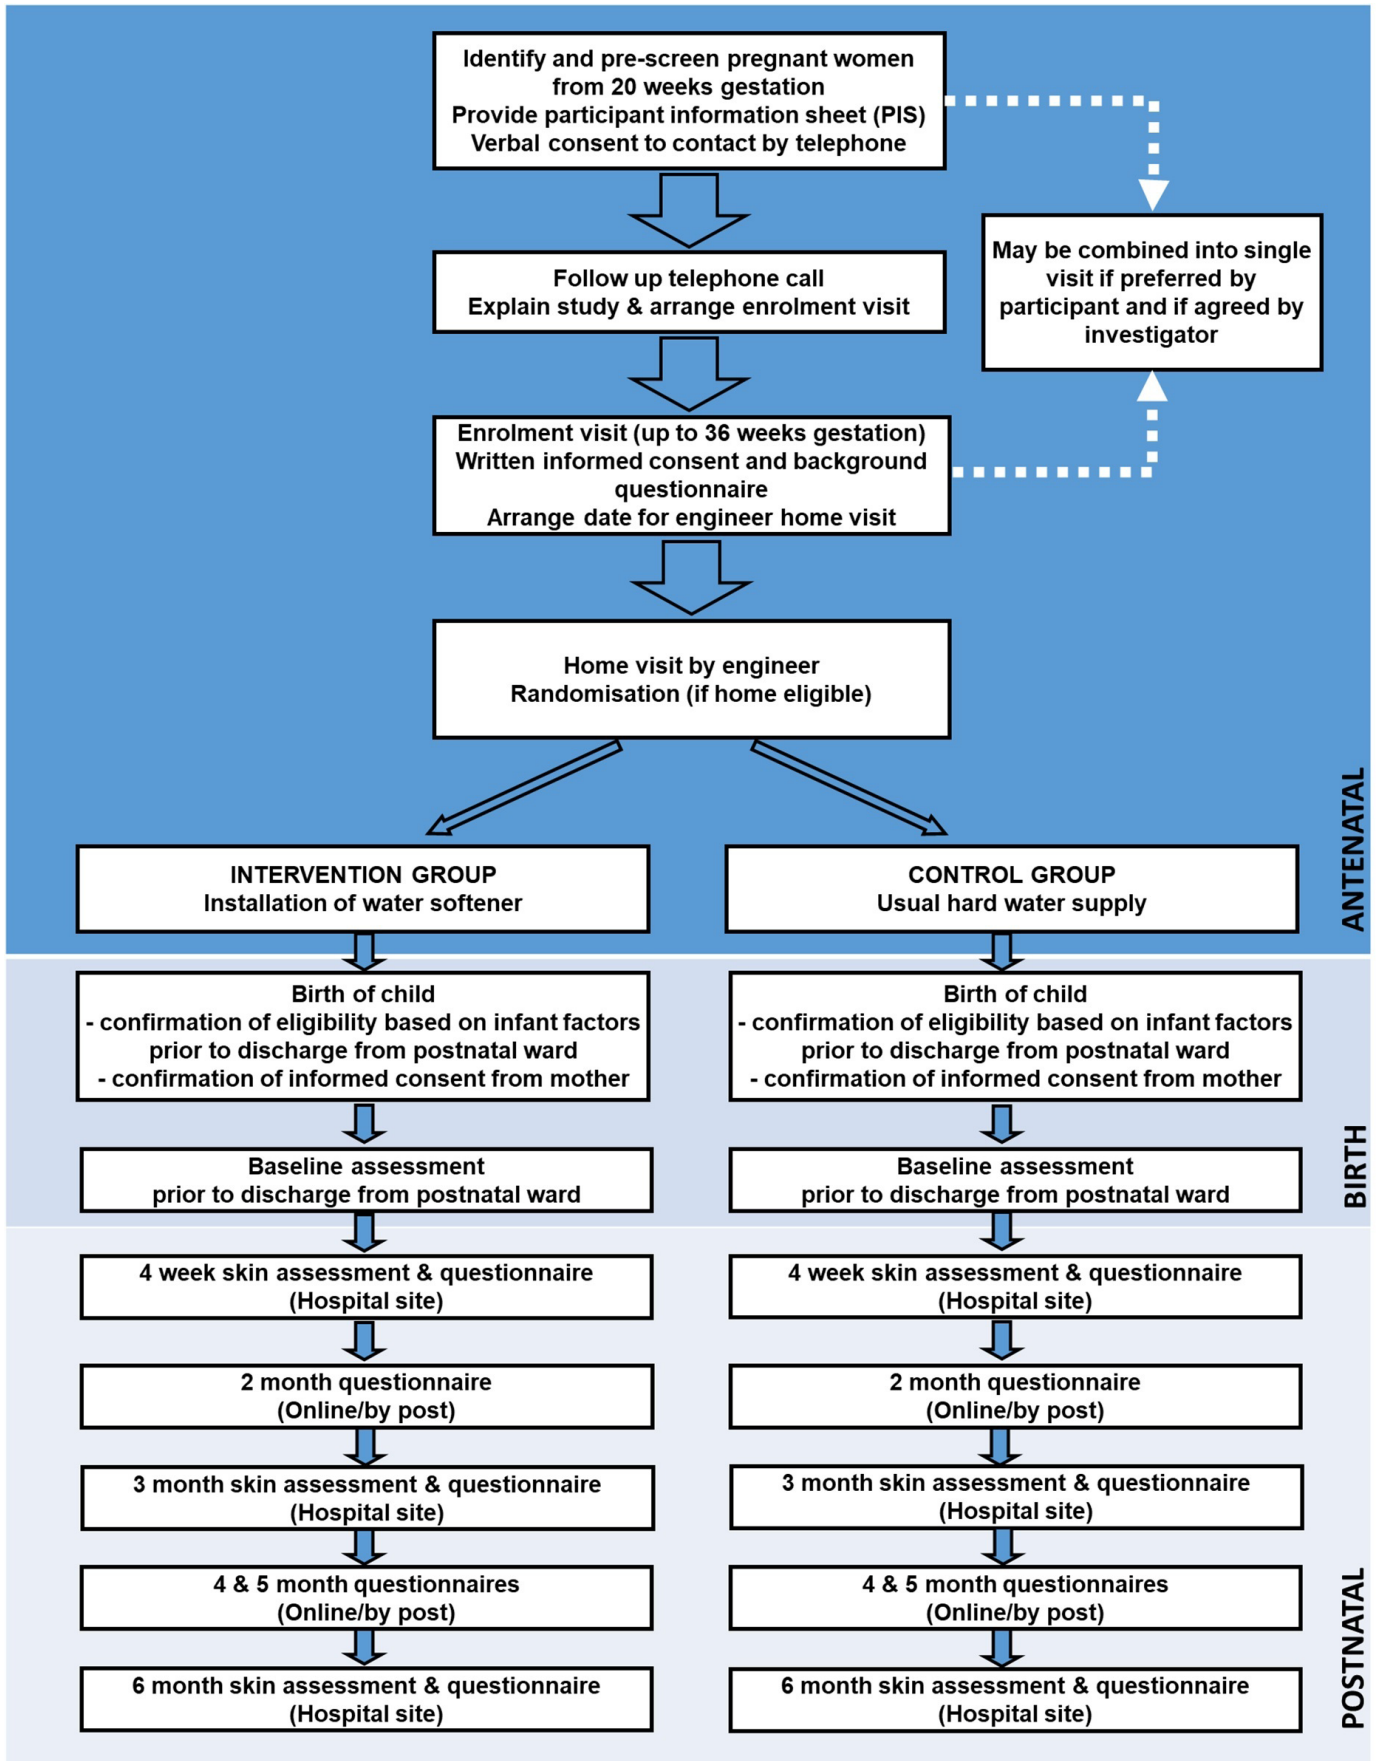 Identify and pre-screen pregnant women
from 20 weeks gestation
Provide participant information sheet (PIS)
Verbal consent to contact by telephone
May be combined into single
visit if preferred by
participant and if agreed by
investigator
Follow up telephone call
Explain study & arrange enrolment visit
Enrolment visit (up to 36 weeks gestation)
Written informed consent and background
questionnaire
Arrange date for engineer home visit
Home visit by engineer
Randomisation (if home eligible)
ANTENATAL
INTERVENTION GROUP
Installation of water softener
CONTROL GROUP
Usual hard water supply
Birth of child
- confirmation of eligibility based on infant factors
prior to discharge from postnatal ward
- confirmation of informed consent from mother
Birth of child
- confirmation of eligibility based on infant factors
prior to discharge from postnatal ward
- confirmation of informed consent from mother
BIRTH
Baseline assessment
prior to discharge from postnatal ward
Baseline assessment
prior to discharge from postnatal ward
4 week skin assessment & questionnaire
(Hospital site)
4 week skin assessment & questionnaire
(Hospital site)
2 month questionnaire
(Online/by post)
2 month questionnaire
(Online/by post)
3 month skin assessment & questionnaire
(Hospital site)
3 month skin assessment & questionnaire
(Hospital site)
4 & 5 month questionnaires
(Online/by post)
4 & 5 month questionnaires
(Online/by post)
POSTNATAL
6 month skin assessment & questionnaire
(Hospital site)
6 month skin assessment & questionnaire
(Hospital site)